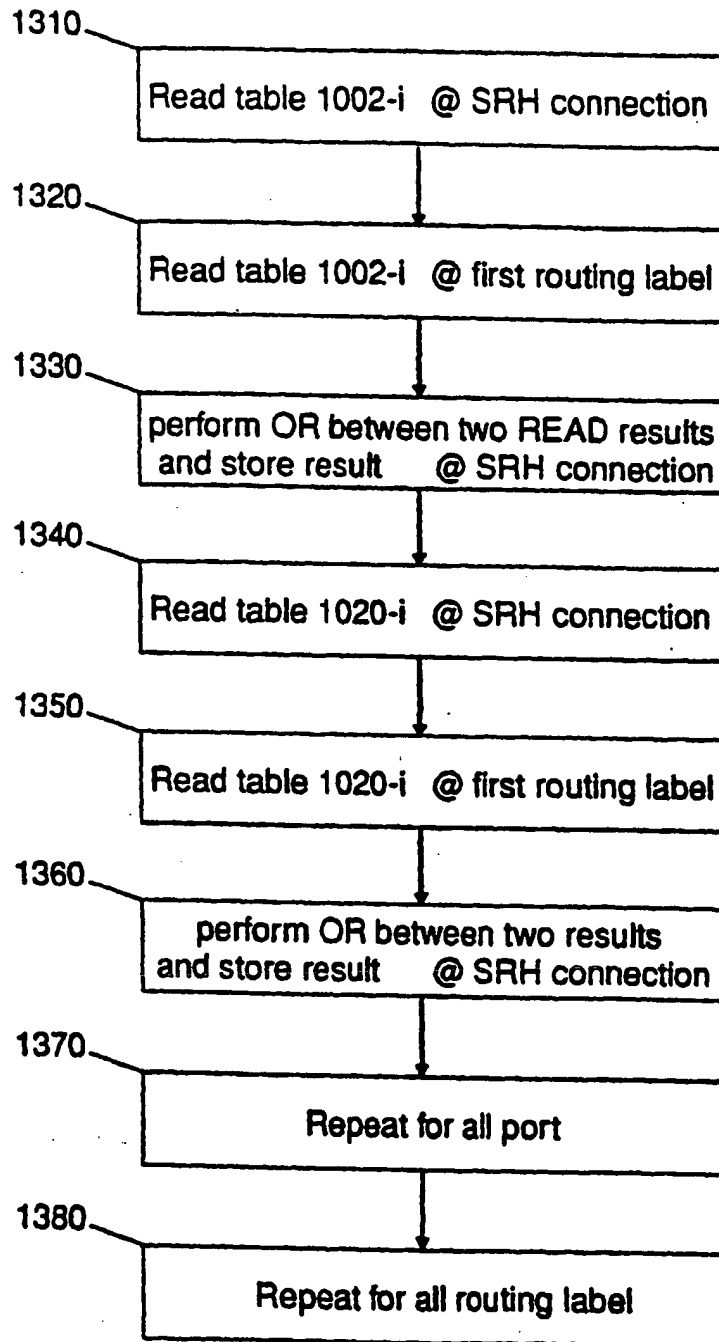 1310
Read table 1002-i @ SRH connection
1320
Read table 1002-i @ first routing label
1330
perform OR between two READ results
and store result @ SRH connection
1340
Read table 1020-i @ SRH connection
1350
Read table 1020-i @ first routing label
1360
perform OR between two results
and store result @ SRH connection
1370
Repeat for all port
1380
Repeat for all routing label